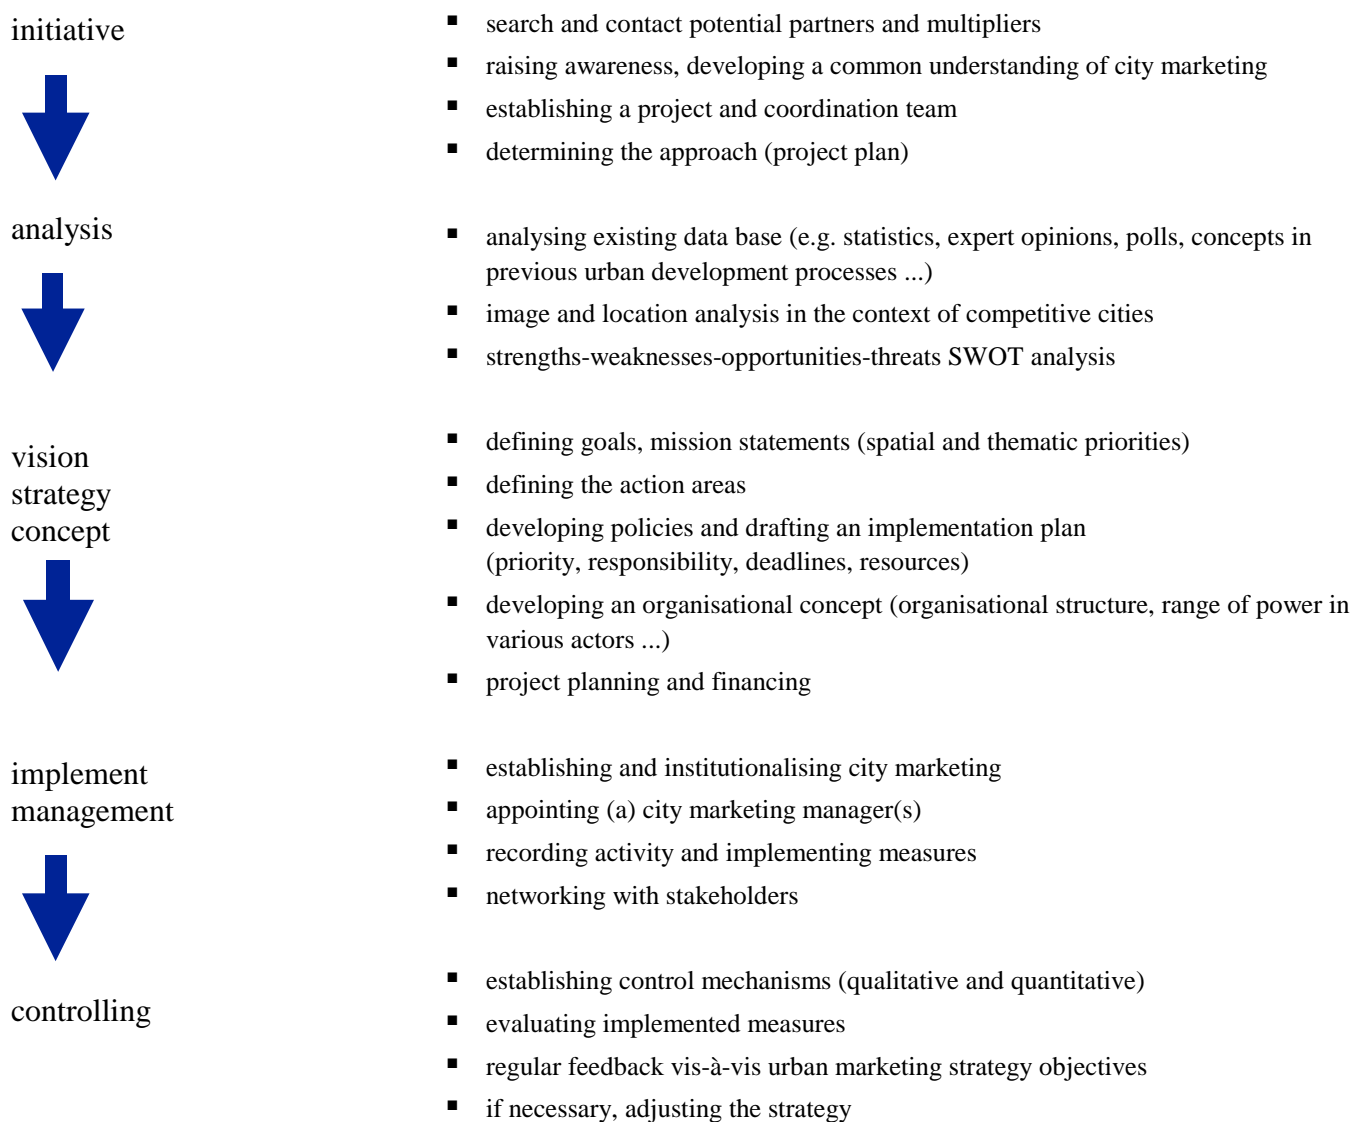 initiative
▪ search and contact potential partners and multipliers
▪ raising awareness, developing a common understanding of city marketing
▪ establishing a project and coordination team
▪ determining the approach (project plan)
analysis
▪ analysing existing data base (e.g. statistics, expert opinions, polls, concepts in
previous urban development processes ...)
▪ image and location analysis in the context of competitive cities
▪ strengths-weaknesses-opportunities-threats SWOT analysis
vision
strategy
concept
▪ defining goals, mission statements (spatial and thematic priorities)
▪ defining the action areas
▪ developing policies and drafting an implementation plan
(priority, responsibility, deadlines, resources)
▪ developing an organisational concept (organisational structure, range of power in
various actors ...)
▪ project planning and financing
implement
management
▪ establishing and institutionalising city marketing
▪ appointing (a) city marketing manager(s)
▪ recording activity and implementing measures
▪ networking with stakeholders
controlling
▪ establishing control mechanisms (qualitative and quantitative)
▪ evaluating implemented measures
▪ regular feedback vis-à-vis urban marketing strategy objectives
▪ if necessary, adjusting the strategy